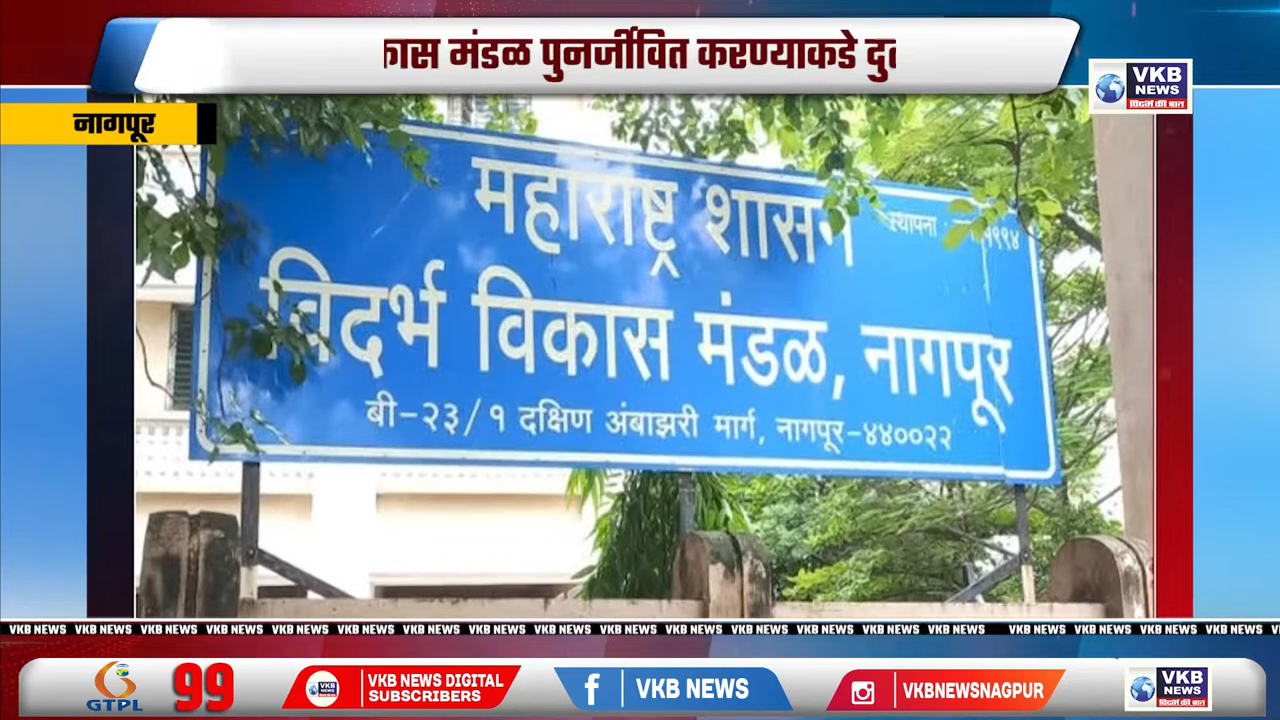 मंडळ पुनर्जीवित करण्याकडे
VKB NEWS
विदर्भ की बात
नागपूर
महाराष्ट्र शासन
स्थापना १९९४
विदर्भ विकास मंडळ, नागपूर
बी-२३/१ दक्षिण अंबाझरी मार्ग, नागपूर-४४००२२
VKB NEWS VKB NEWS VKB NEWS VKB NEWS VKB NEWS VKB NEWS VKB NEWS VKB NEWS VKB NEWS VKB NEWS VKB NEWS VKB NEWS VKB NEWS VKB NEWS VKB NEWS VKB NEWS VKB NEWS VKB NEWS VKB NEWS
GTPL
99
VKB NEWS DIGITAL
SUBSCRIBERS
VKB NEWS
VKBNEWSNAGPUR
VKB NEWS
विदर्भ की बात